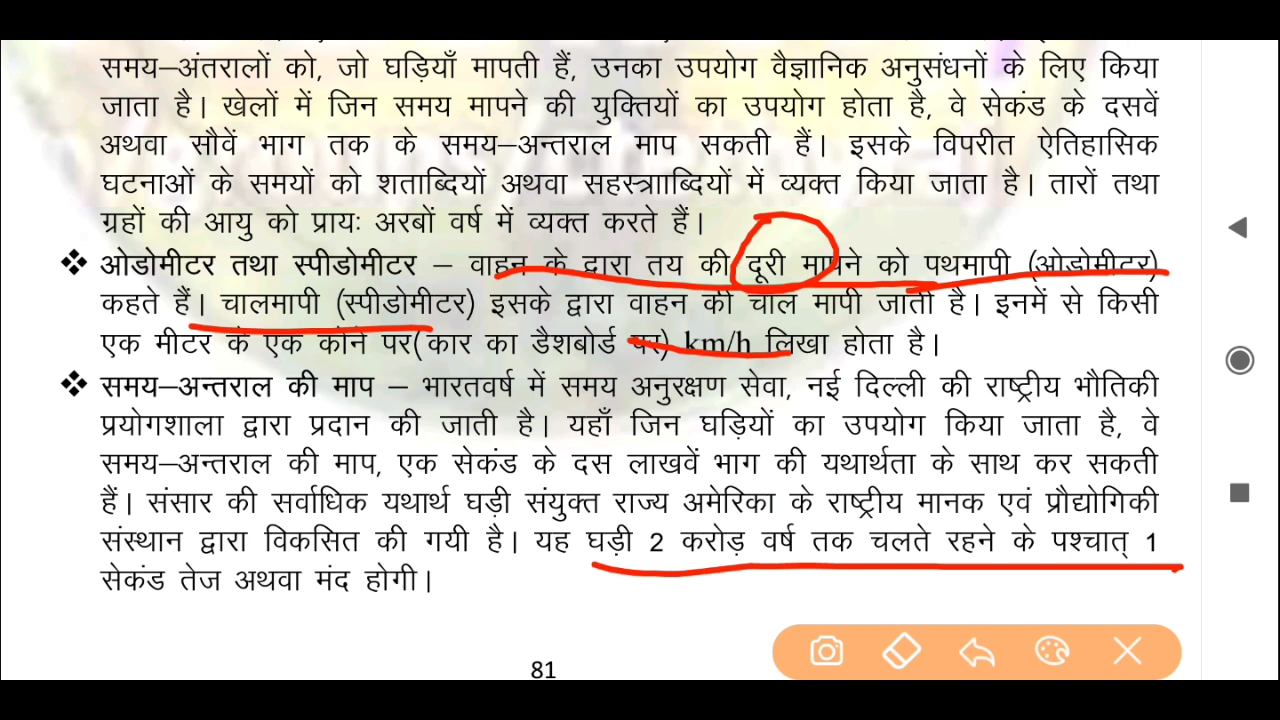 समय–अंतरालों को, जो घड़ियाँ मापती हैं, उनका उपयोग वैज्ञानिक अनुसंधनों के लिए किया
जाता है। खेलों में जिन समय मापने की युक्तियों का उपयोग होता है, वे सेकंड के दसवें
अथवा सौवें भाग तक के समय–अन्तराल माप सकती हैं। इसके विपरीत ऐतिहासिक
घटनाओं के समयों को शताब्दियों अथवा सहस्त्रााब्दियों में व्यक्त किया जाता है। तारों तथा
ग्रहों की आयु को प्रायः अरबों वर्ष में व्यक्त करते हैं।
❖ ओडोमीटर तथा स्पीडोमीटर – वाहन के द्वारा तय की दूरी मापने को पथमापी (ओडोमीटर)
कहते हैं। चालमापी (स्पीडोमीटर) इसके द्वारा वाहन की चाल मापी जाती है। इनमें से किसी
एक मीटर के एक कोने पर(कार का डैशबोर्ड पर) km/h लिखा होता है।
❖ समय–अन्तराल की माप – भारतवर्ष में समय अनुरक्षण सेवा, नई दिल्ली की राष्ट्रीय भौतिकी
प्रयोगशाला द्वारा प्रदान की जाती है। यहाँ जिन घड़ियों का उपयोग किया जाता है, वे
समय–अन्तराल की माप, एक सेकंड के दस लाखवें भाग की यथार्थता के साथ कर सकती
हैं। संसार की सर्वाधिक यथार्थ घड़ी संयुक्त राज्य अमेरिका के राष्ट्रीय मानक एवं प्रौद्योगिकी
संस्थान द्वारा विकसित की गयी है। यह घड़ी 2 करोड़ वर्ष तक चलते रहने के पश्चात् 1
सेकंड तेज अथवा मंद होगी।
81